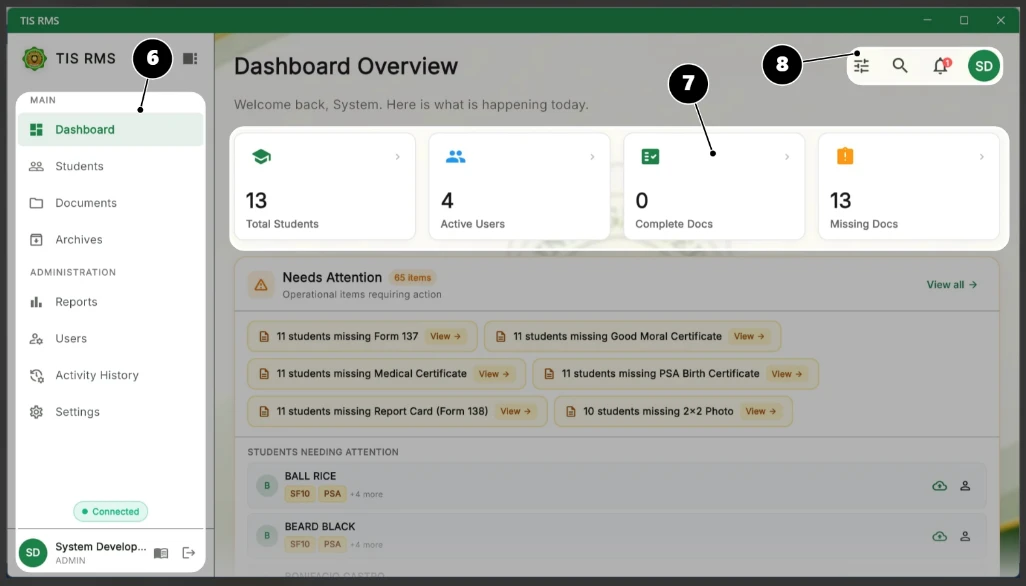 TIS RMS
TIS RMS
6
8
SD
1
Dashboard Overview
7
Welcome back, System. Here is what is happening today.
MAIN
Dashboard
Students
Documents
Archives
ADMINISTRATION
Reports
Users
Activity History
Settings
Connected
SD
System Develop...
ADMIN
13
Total Students
4
Active Users
0
Complete Docs
13
Missing Docs
Needs Attention 65 items
Operational items requiring action
View all →
11 students missing Form 137 View →
11 students missing Good Moral Certificate View →
11 students missing Medical Certificate View →
11 students missing PSA Birth Certificate View →
11 students missing Report Card (Form 138) View →
10 students missing 2×2 Photo View →
STUDENTS NEEDING ATTENTION
B
BALL RICE
SF10 PSA +4 more
B
BEARD BLACK
SF10 PSA +4 more